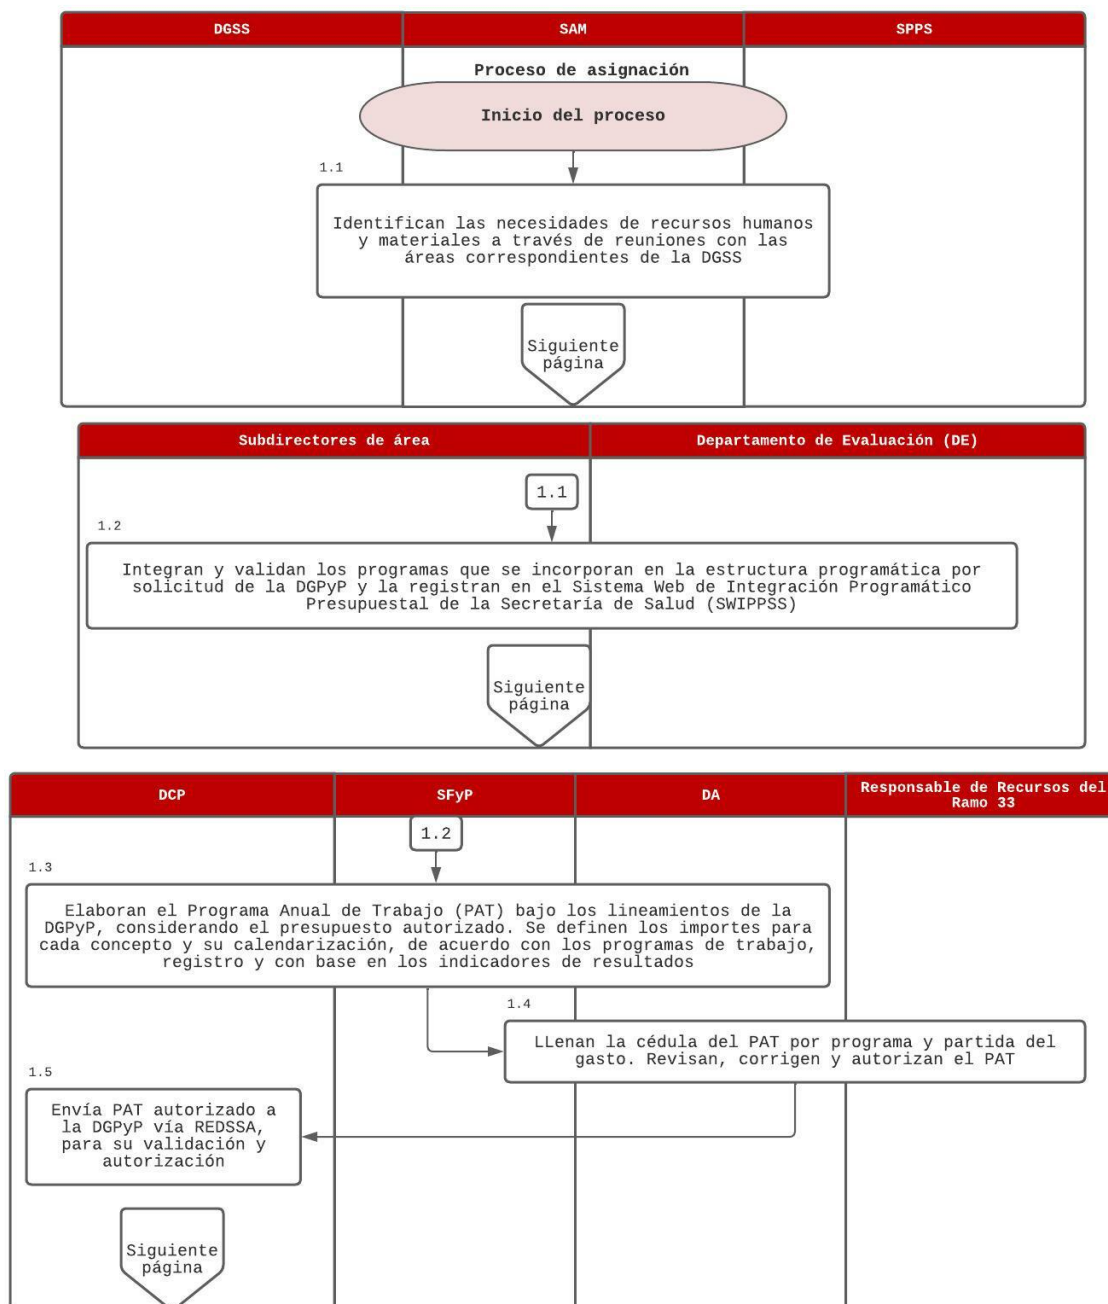 DGSS
SAM
SPPS
Proceso de asignación
Inicio del proceso
1.1
Identifican las necesidades de recursos humanos
y materiales a través de reuniones con las
áreas correspondientes de la DGSS
Siguiente
página
Subdirectores de área
Departamento de Evaluación (DE)
1.1
1.2
Integran y validan los programas que se incorporan en la estructura programática por
solicitud de la DGPyP y la registran en el Sistema Web de Integración Programático
Presupuestal de la Secretaría de Salud (SWIPPSS)
Siguiente
página
DCP
SFyP
DA
Responsable de Recursos del
Ramo 33
1.2
1.3
Elaboran el Programa Anual de Trabajo (PAT) bajo los lineamientos de la
DGPyP, considerando el presupuesto autorizado. Se definen los importes para
cada concepto y su calendarización, de acuerdo con los programas de trabajo,
registro y con base en los indicadores de resultados
1.4
LLenan la cédula del PAT por programa y partida del
gasto. Revisan, corrigen y autorizan el PAT
1.5
Envía PAT autorizado a
la DGPyP vía REDSSA,
para su validación y
autorización
Siguiente
página